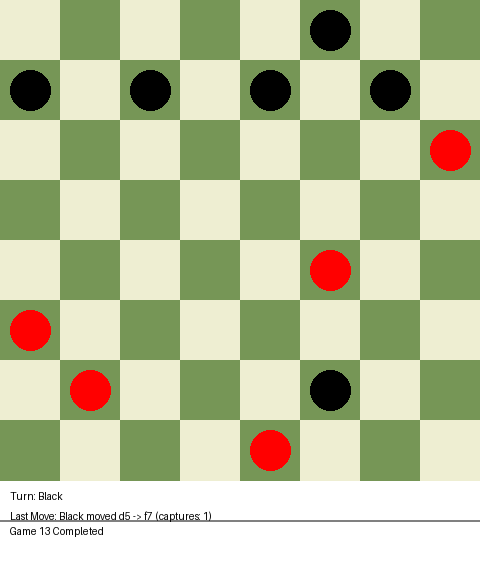 Turn: Black
Last Move: Black moved d5 -> f7 (captures: 1)
Game 13 Completed